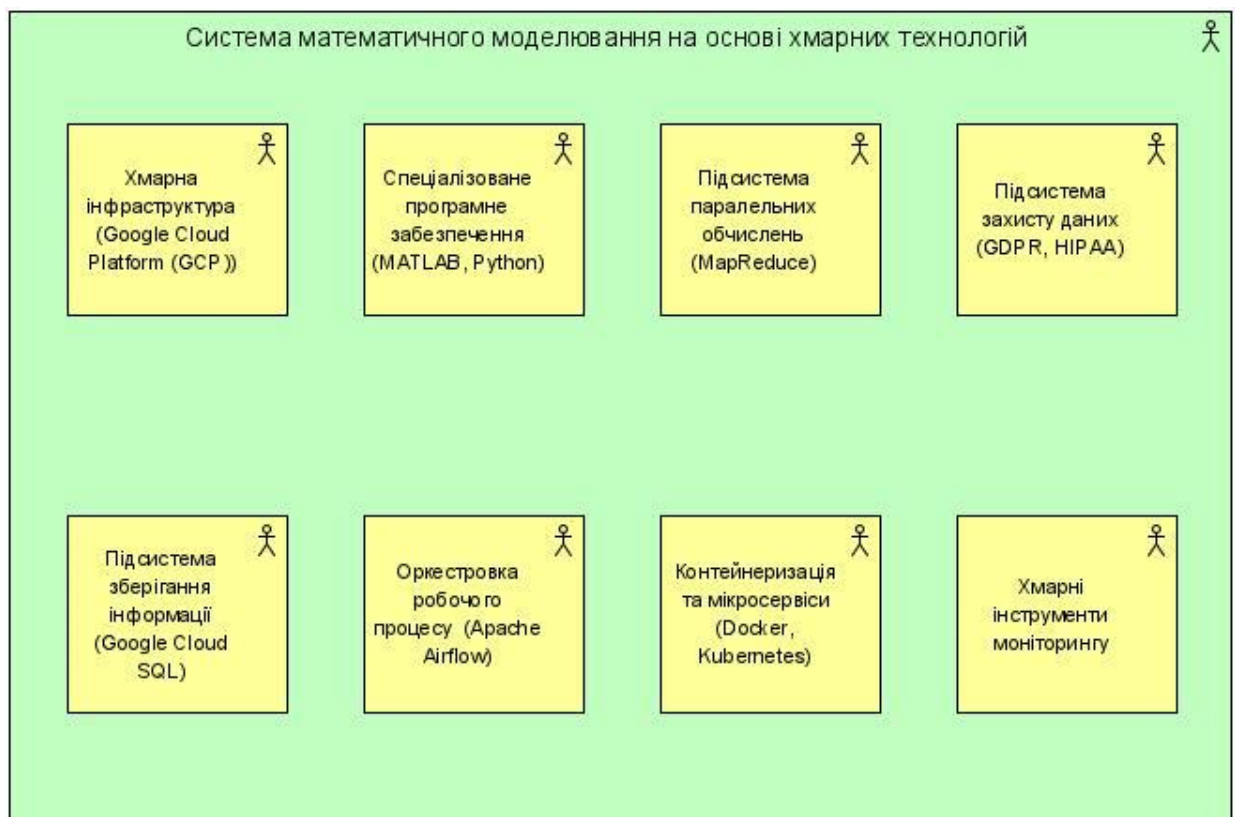 Система математичного моделювання на основі хмарних технологій
Хмарна
інфраструктура
(Google Cloud
Platform (GCP))
Спеціалізоване
програмне
забезпечення
(MATLAB, Python)
Підсистема
паралельних
обчислень
(MapReduce)
Підсистема
захисту даних
(GDPR, HIPAA)
Підсистема
зберігання
інформації
(Google Cloud
SQL)
Оркестровка
робочого
процесу (Apache
Airflow)
Контейнеризація
та мікросервіси
(Docker,
Kubernetes)
Хмарні
інструменти
моніторингу